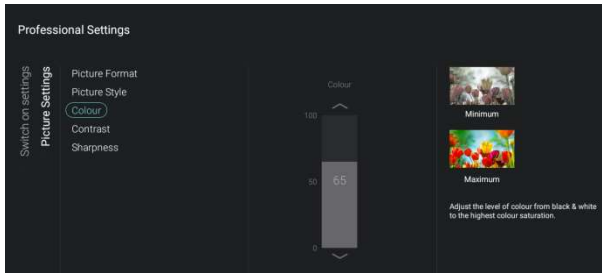 Professional Settings
Switch on settings
Picture Settings
Picture Format
Picture Style
Colour
Contrast
Sharpness
Colour
100
50
65
0
Minimum
Maximum
Adjust the level of colour from black & white
to the highest colour saturation.